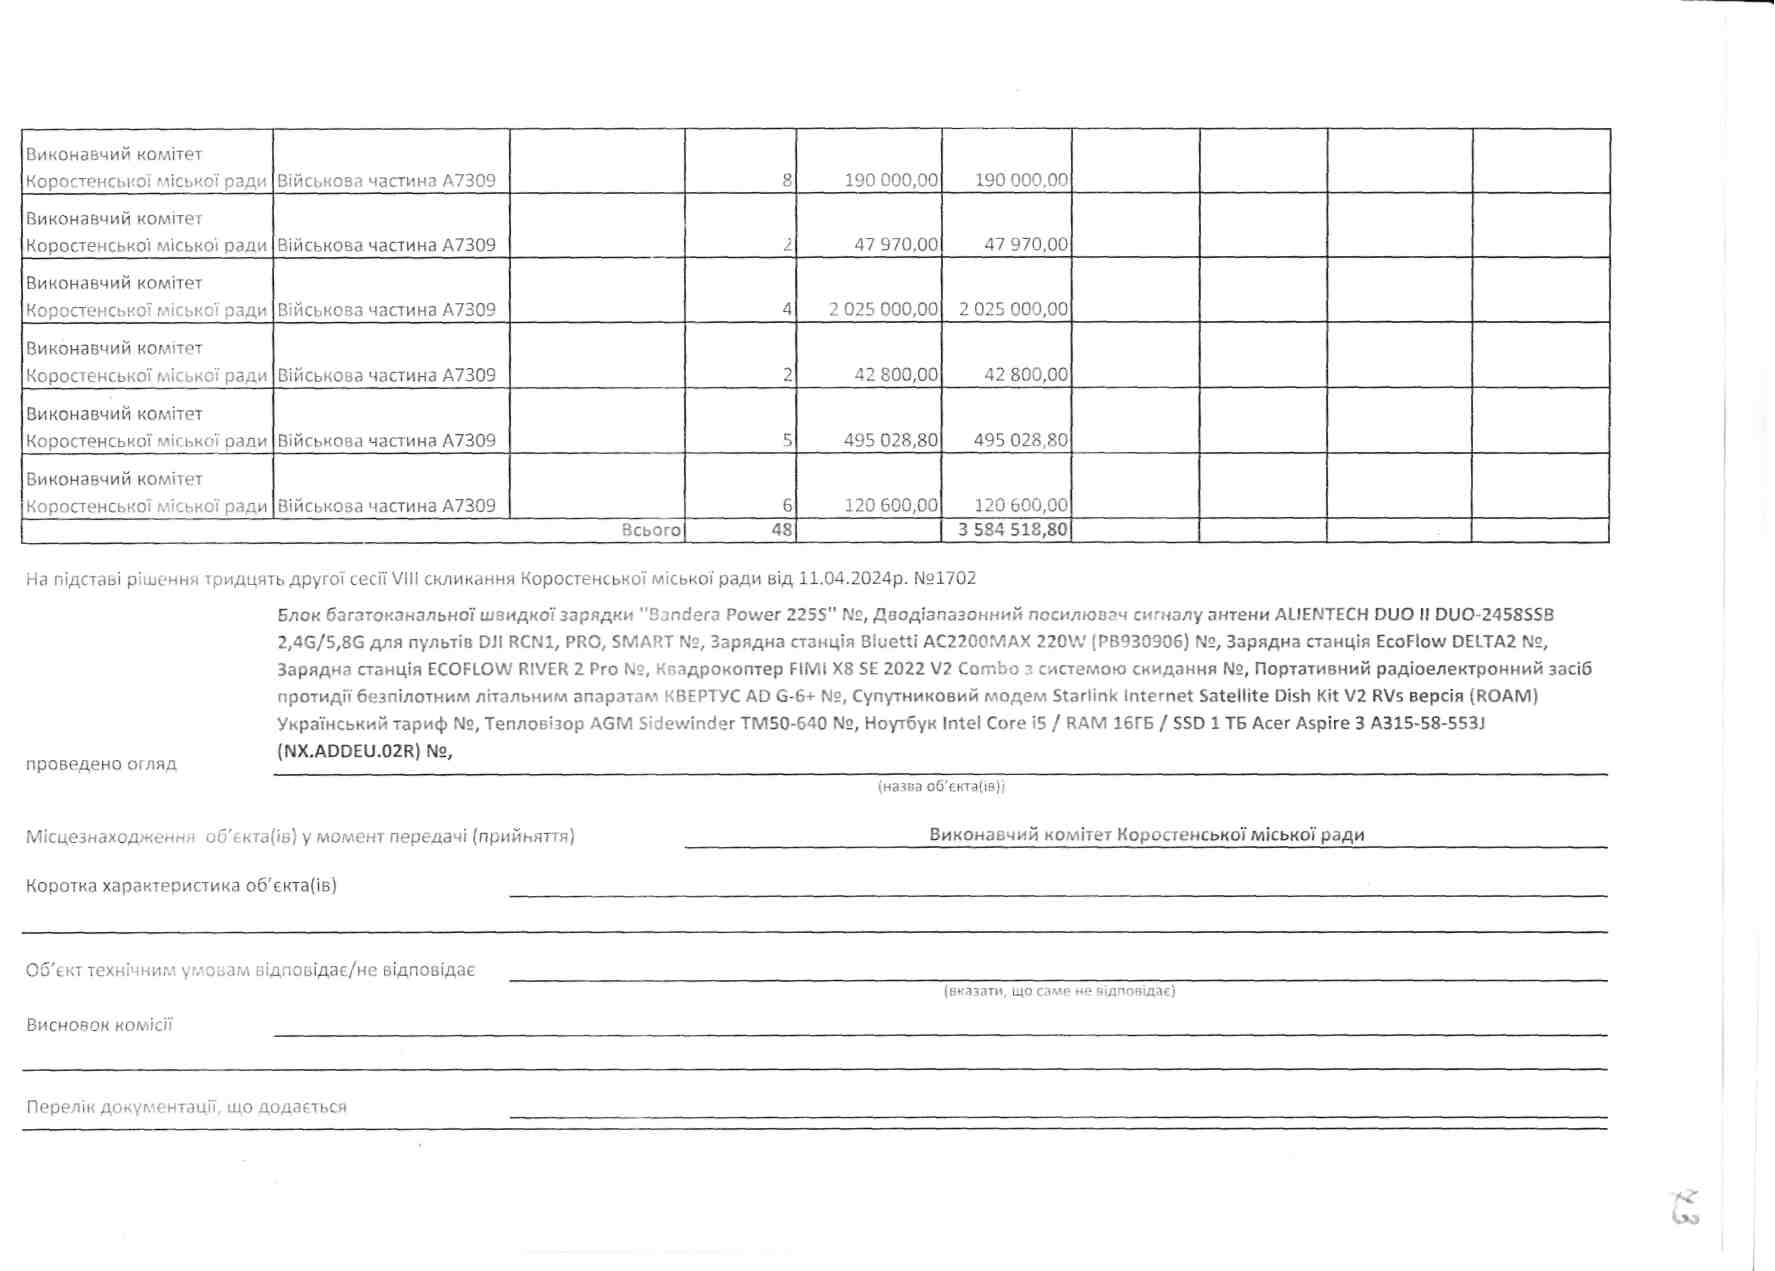 Виконавчий комітет
Коростенської міської ради Військова частина А7309 8 190 000,00 190 000,00
Виконавчий комітет
Коростенської міської ради Військова частина А7309 2 47 970,00 47 970,00
Виконавчий комітет
Коростенської міської ради Військова частина А7309 4 2 025 000,00 2 025 000,00
Виконавчий комітет
Коростенської міської ради Військова частина А7309 2 42 800,00 42 800,00
Виконавчий комітет
Коростенської міської ради Військова частина А7309 5 495 028,80 495 028,80
Виконавчий комітет
Коростенської міської ради Військова частина А7309 6 120 600,00 120 600,00
Всього 48 3 584 518,80
На підставі рішення тридцять другої сесії VIII скликання Коростенської міської ради від 11.04.2024р. №1702
Блок багатоканальної швидкої зарядки "Bandera Power 225S" №, Дводіапазонний посилювач сигналу антени ALIENTECH DUO II DUO-2458SSB
2,4G/5,8G для пультів DJI RCN1, PRO, SMART №, Зарядна станція Bluetti AC2200MAX 220W (PB930906) №, Зарядна станція EcoFlow DELTA2 №,
Зарядна станція ECOFLOW RIVER 2 Pro №, Квадрокоптер FIMI X8 SE 2022 V2 Combo з системою скидання №, Портативний радіоелектронний засіб
протидії безпілотним літальним апаратам КВЕРТУС AD G-6+ №, Супутниковий модем Starlink Internet Satellite Dish Kit V2 RVs версія (ROAM)
Український тариф №, Тепловізор AGM Sidewinder TM50-640 №, Ноутбук Intel Core i5 / RAM 16ГБ / SSD 1 ТБ Acer Aspire 3 A315-58-553J
(NX.ADDEU.02R) №,
проведено огляд
(назва об'єкта(ів))
Місцезнаходження об'єкта(ів) у момент передачі (прийняття) Виконавчий комітет Коростенської міської ради
Коротка характеристика об'єкта(ів)
Об'єкт технічним умовам відповідає/не відповідає
(вказати, що саме не відповідає)
Висновок комісії
Перелік документації, що додається